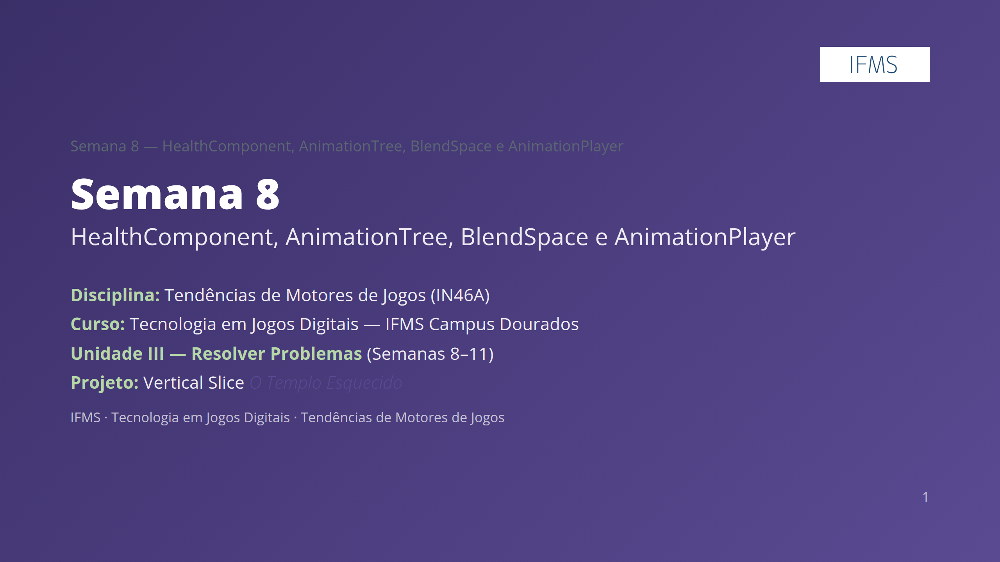 IFMS
Semana 8 — HealthComponent, AnimationTree, BlendSpace e AnimationPlayer
Semana 8
HealthComponent, AnimationTree, BlendSpace e AnimationPlayer
Disciplina: Tendências de Motores de Jogos (IN46A)
Curso: Tecnologia em Jogos Digitais — IFMS Campus Dourados
Unidade III — Resolver Problemas (Semanas 8–11)
Projeto: Vertical Slice O Templo Esquecido
IFMS · Tecnologia em Jogos Digitais · Tendências de Motores de Jogos
1